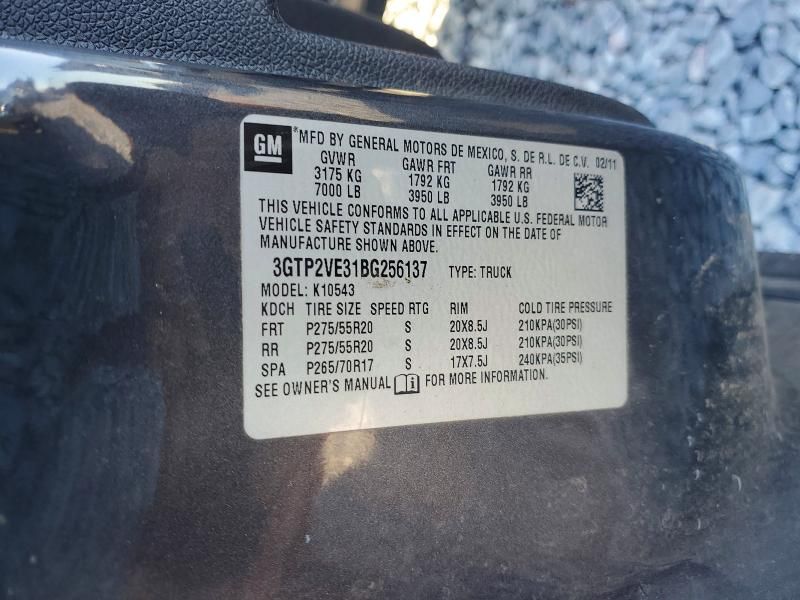 GM *MFD BY GENERAL MOTORS DE MEXICO, S. DE R.L. DE C.V. 02/11
GVWR GAWR FRT GAWR RR
3175 KG 1792 KG 1792 KG
7000 LB 3950 LB 3950 LB
THIS VEHICLE CONFORMS TO ALL APPLICABLE U.S. FEDERAL MOTOR
VEHICLE SAFETY STANDARDS IN EFFECT ON THE DATE OF
MANUFACTURE SHOWN ABOVE.
3GTP2VE31BG256137 TYPE: TRUCK
MODEL: K10543
KDCH TIRE SIZE SPEED RTG RIM COLD TIRE PRESSURE
FRT P275/55R20 S 20X8.5J 210KPA(30PSI)
RR P275/55R20 S 20X8.5J 210KPA(30PSI)
SPA P265/70R17 S 17X7.5J 240KPA(35PSI)
SEE OWNER'S MANUAL i FOR MORE INFORMATION.